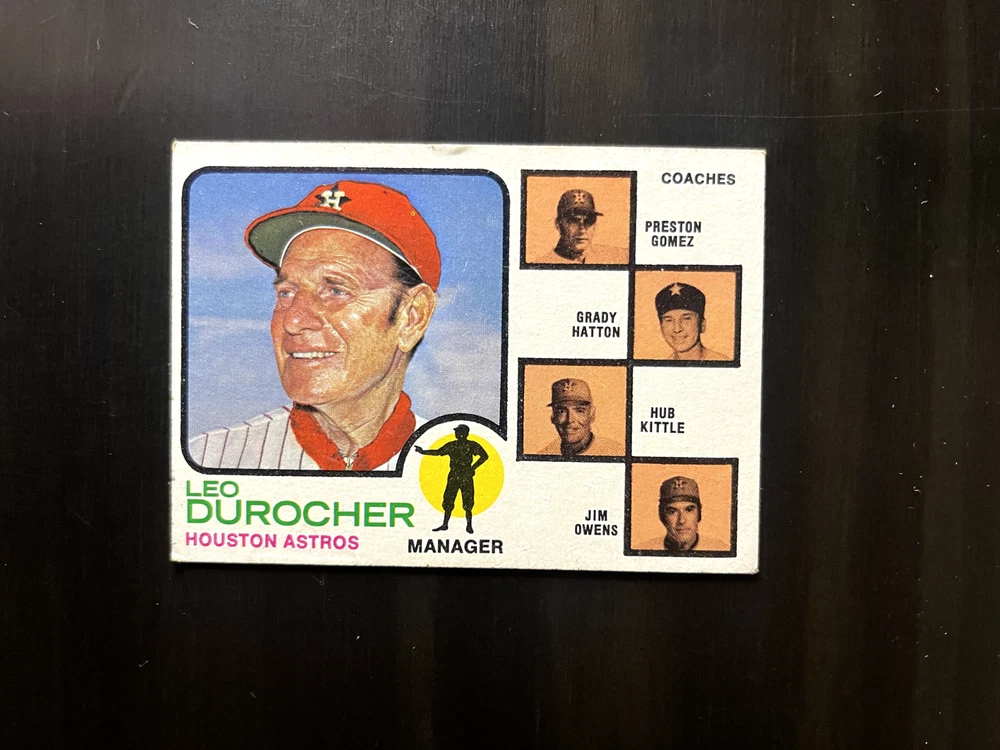 H
LEO
DUROCHER
HOUSTON ASTROS
MANAGER
COACHES
PRESTON
GOMEZ
GRADY
HATTON
HUB
KITTLE
JIM
OWENS